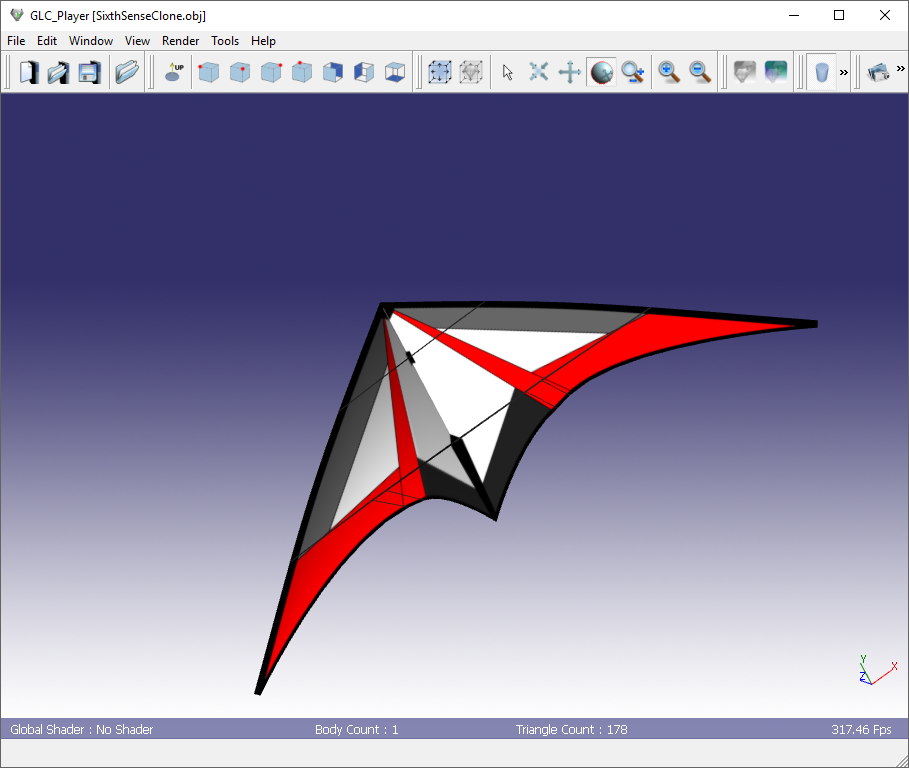 GLC_Player [SixthSenseClone.obj]
File Edit Window View Render Tools Help
UP
» »
Y
X
Z
Global Shader : No Shader Body Count : 1 Triangle Count : 178 317.46 Fps